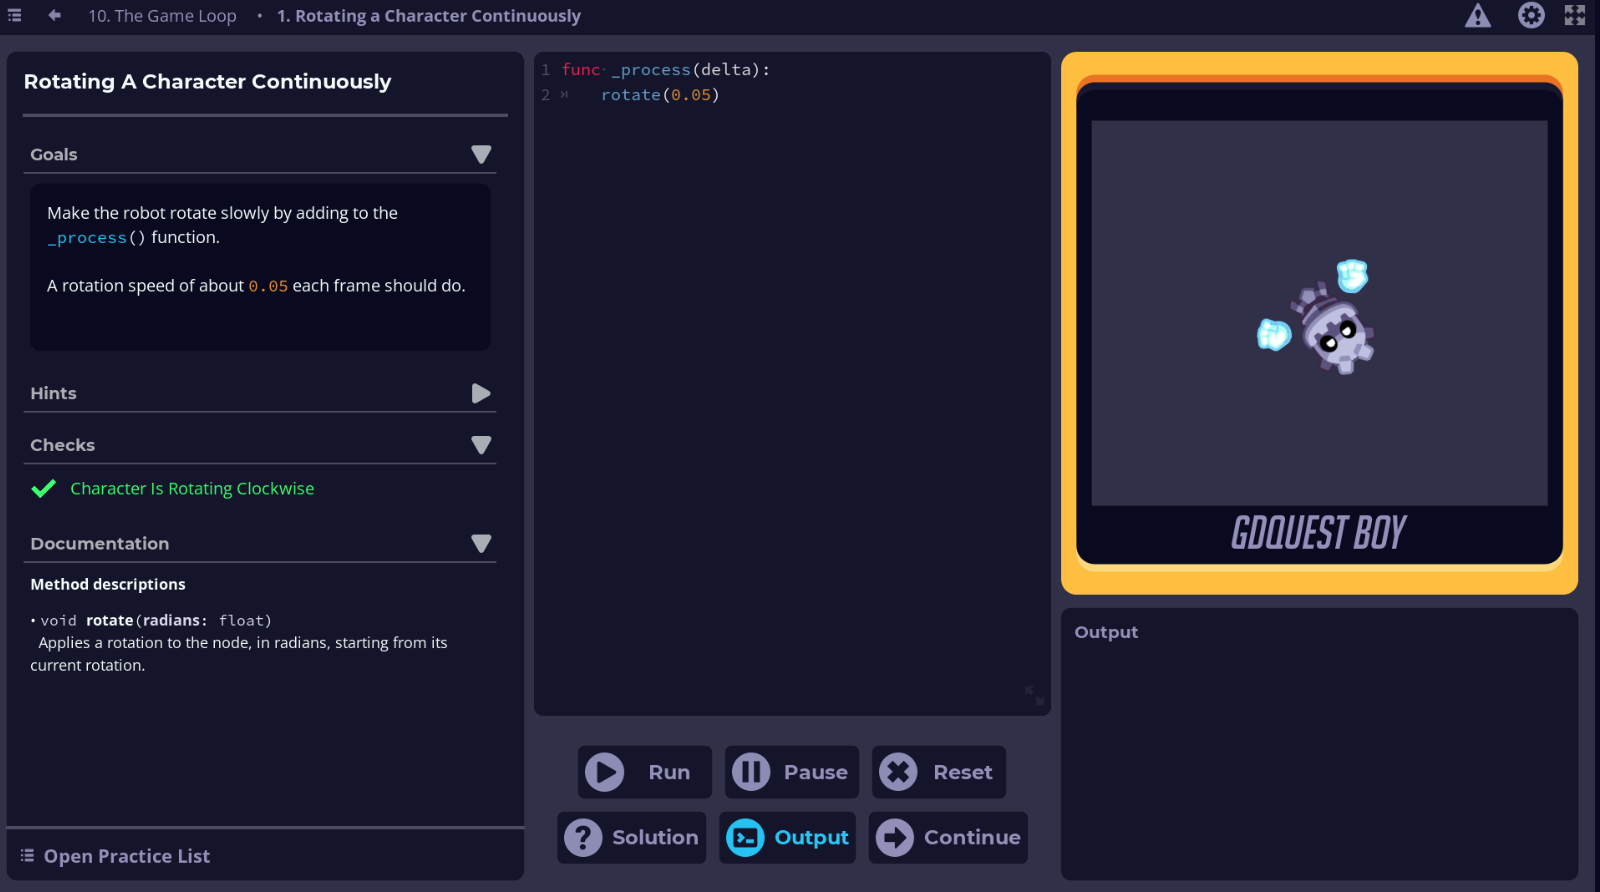 10. The Game Loop • 1. Rotating a Character Continuously
Rotating A Character Continuously
Goals
Make the robot rotate slowly by adding to the
_process() function.
A rotation speed of about 0.05 each frame should do.
Hints
Checks
Character Is Rotating Clockwise
Documentation
Method descriptions
• void rotate(radians: float)
Applies a rotation to the node, in radians, starting from its
current rotation.
Open Practice List
1 func _process(delta):
2 rotate(0.05)
Run
Pause
Reset
Solution
Output
Continue
GDQUEST BOY
Output